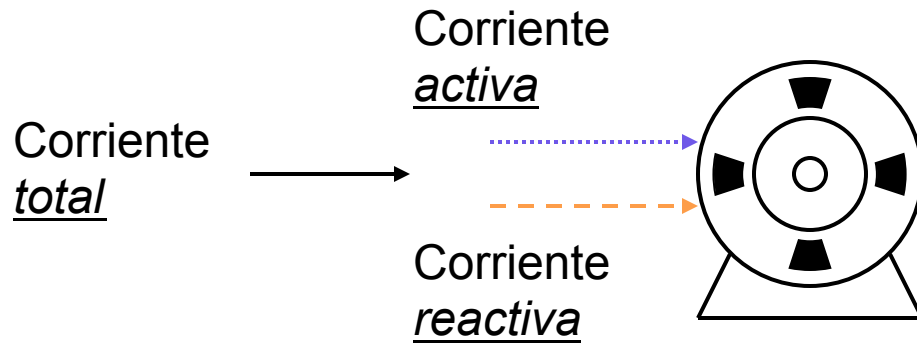 Corriente
activa
Corriente
total
Corriente
reactiva